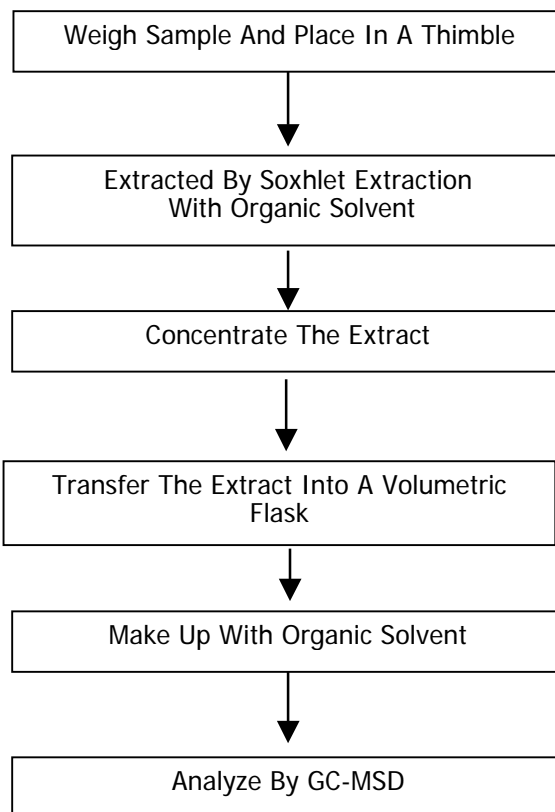 Weigh Sample And Place In A Thimble
Extracted By Soxhlet Extraction
With Organic Solvent
Concentrate The Extract
Transfer The Extract Into A Volumetric
Flask
Make Up With Organic Solvent
Analyze By GC-MSD